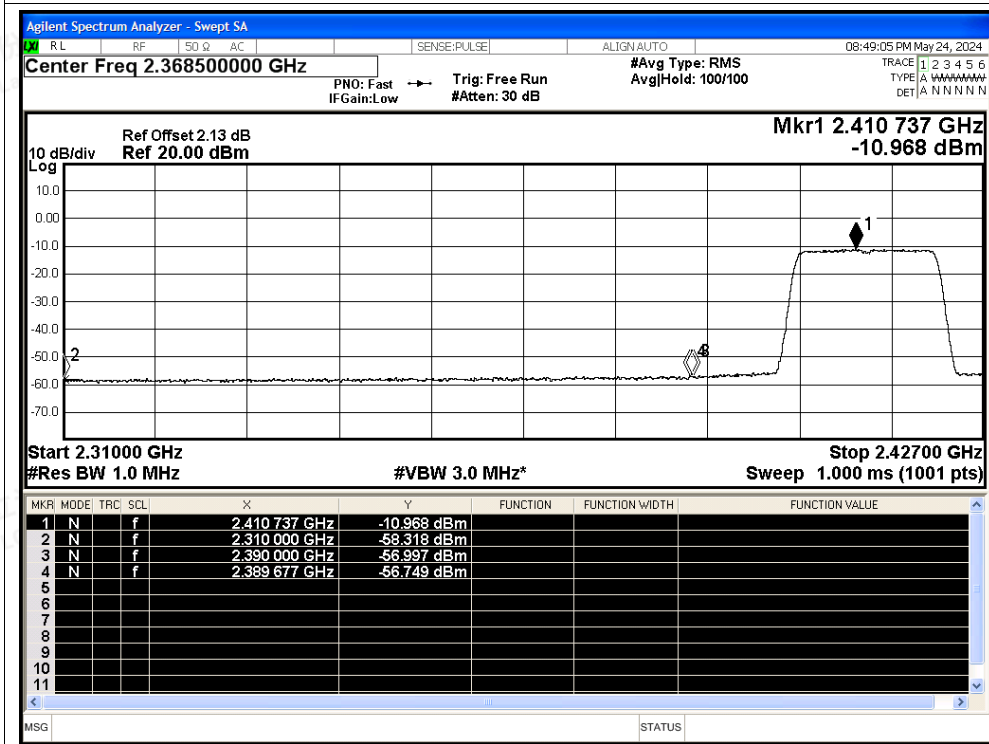 Agilent Spectrum Analyzer - Swept SA
LXI RL RF 50 Ω AC SENSE:PULSE ALIGN AUTO 08:49:05 PM May 24, 2024
Center Freq 2.368500000 GHz
PNO: Fast
IFGain:Low
Trig: Free Run
#Atten: 30 dB
#Avg Type: RMS
Avg|Hold: 100/100
TRACE 1 2 3 4 5 6
TYPE A WWWWW
DET A N N N N N
Mkr1 2.410 737 GHz
-10.968 dBm
Ref Offset 2.13 dB
10 dB/div Ref 20.00 dBm
Log
10.0
0.00
-10.0
-20.0
-30.0
-40.0
-50.0
-60.0
-70.0
1
2
4 3
Start 2.31000 GHz Stop 2.42700 GHz
#Res BW 1.0 MHz #VBW 3.0 MHz* Sweep 1.000 ms (1001 pts)
MKR MODE TRC SCL X Y FUNCTION FUNCTION WIDTH FUNCTION VALUE
1 N f 2.410 737 GHz -10.968 dBm
2 N f 2.310 000 GHz -58.318 dBm
3 N f 2.390 000 GHz -56.997 dBm
4 N f 2.389 677 GHz -56.749 dBm
5
6
7
8
9
10
11
MSG STATUS